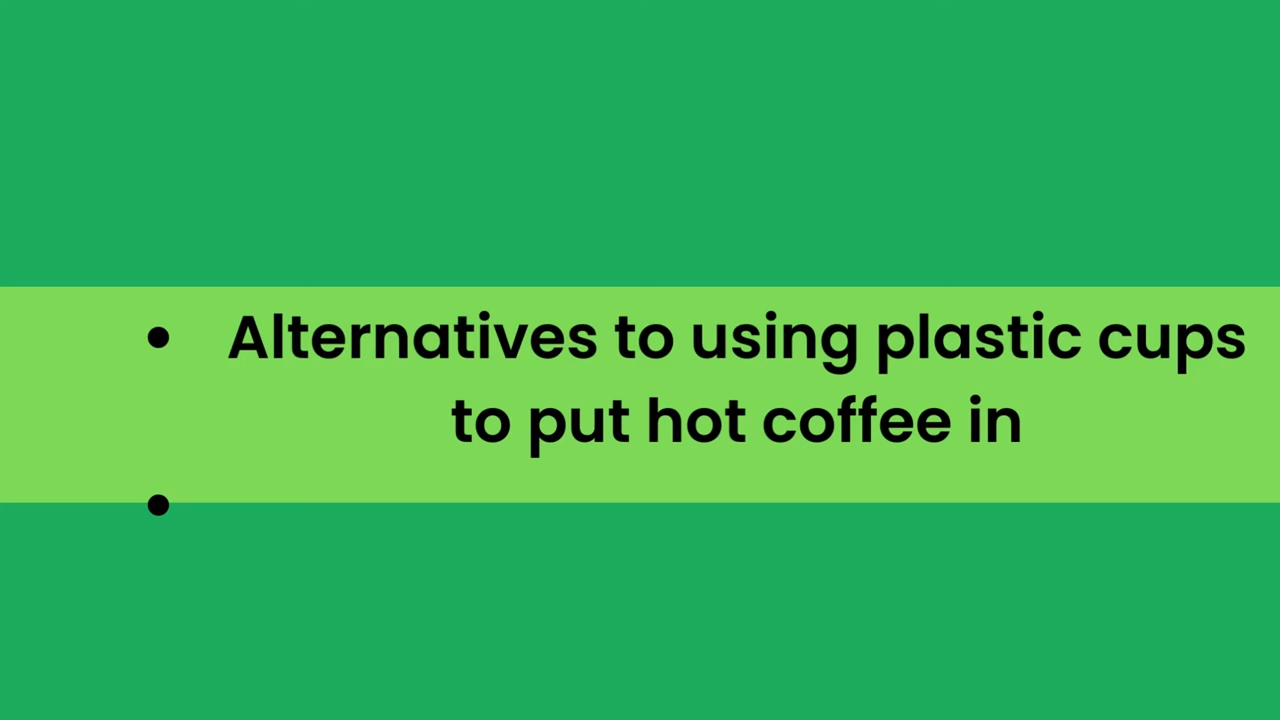 • Alternatives to using plastic cups
to put hot coffee in
•